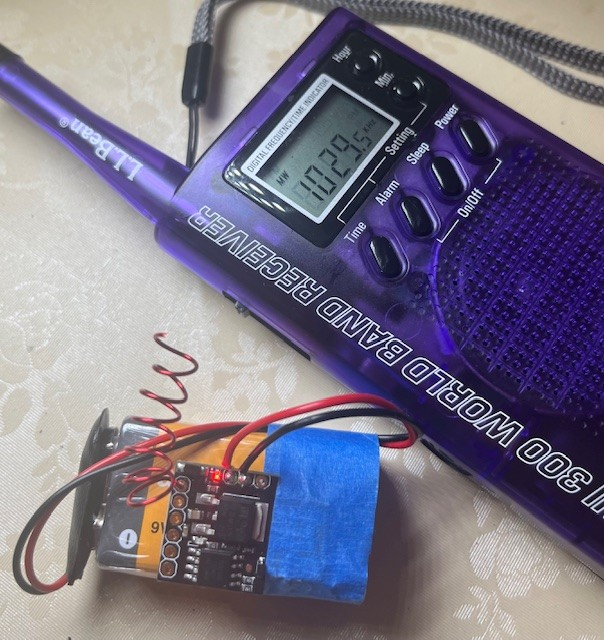 L.L.Bean®
Hour
Min.
DIGITAL FREQUENCY/TIME INDICATOR
MW
1029.5 KHz
Setting
Time
Alarm
Sleep
Power
On/Off
300 WORLD BAND RECEIVER
9V